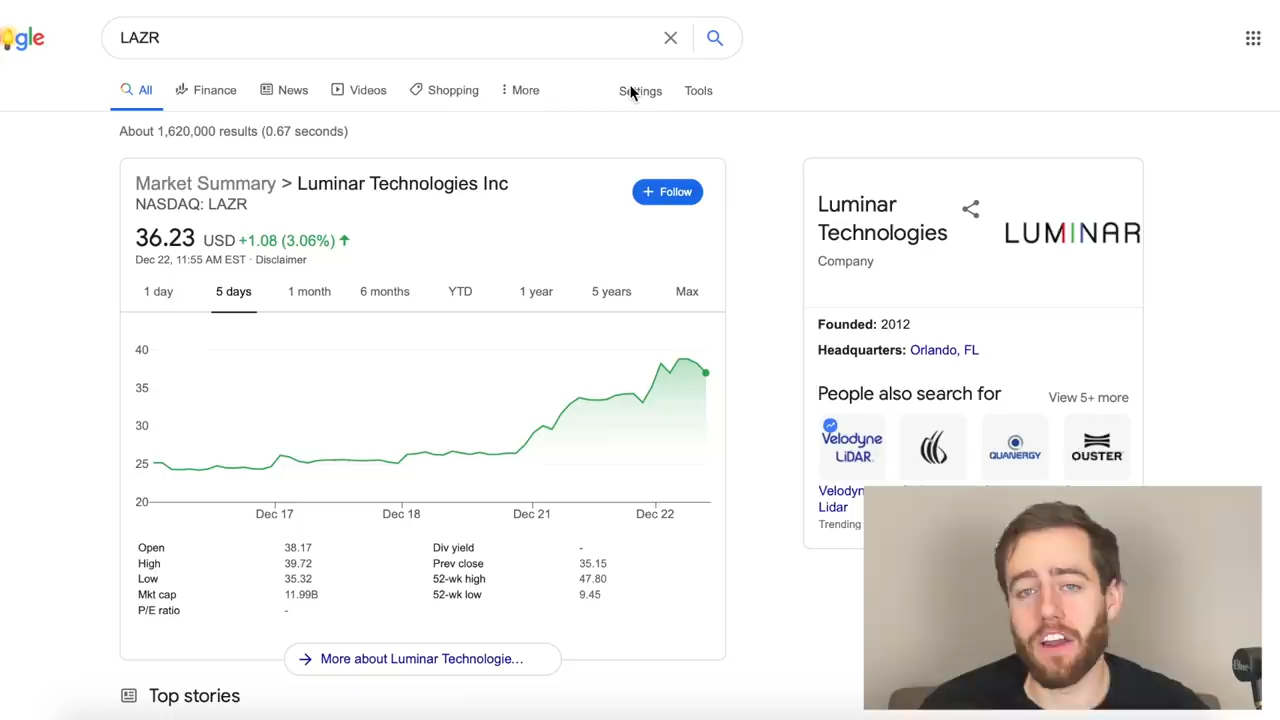 gle
LAZR
All
Finance
News
Videos
Shopping
More
Settings
Tools
About 1,620,000 results (0.67 seconds)
Market Summary > Luminar Technologies Inc
NASDAQ: LAZR
+ Follow
36.23 USD +1.08 (3.06%)
Dec 22, 11:55 AM EST · Disclaimer
1 day 5 days 1 month 6 months YTD 1 year 5 years Max
40
35
30
25
20
Dec 17 Dec 18 Dec 21 Dec 22
Open 38.17 Div yield -
High 39.72 Prev close 35.15
Low 35.32 52-wk high 47.80
Mkt cap 11.99B 52-wk low 9.45
P/E ratio -
More about Luminar Technologie...
Top stories
Luminar
Technologies
LUMINAR
Company
Founded: 2012
Headquarters: Orlando, FL
People also search for
View 5+ more
Velodyne
LiDAR
QUANERGY
OUSTER
Velodyn
Lidar
Trending
Blue